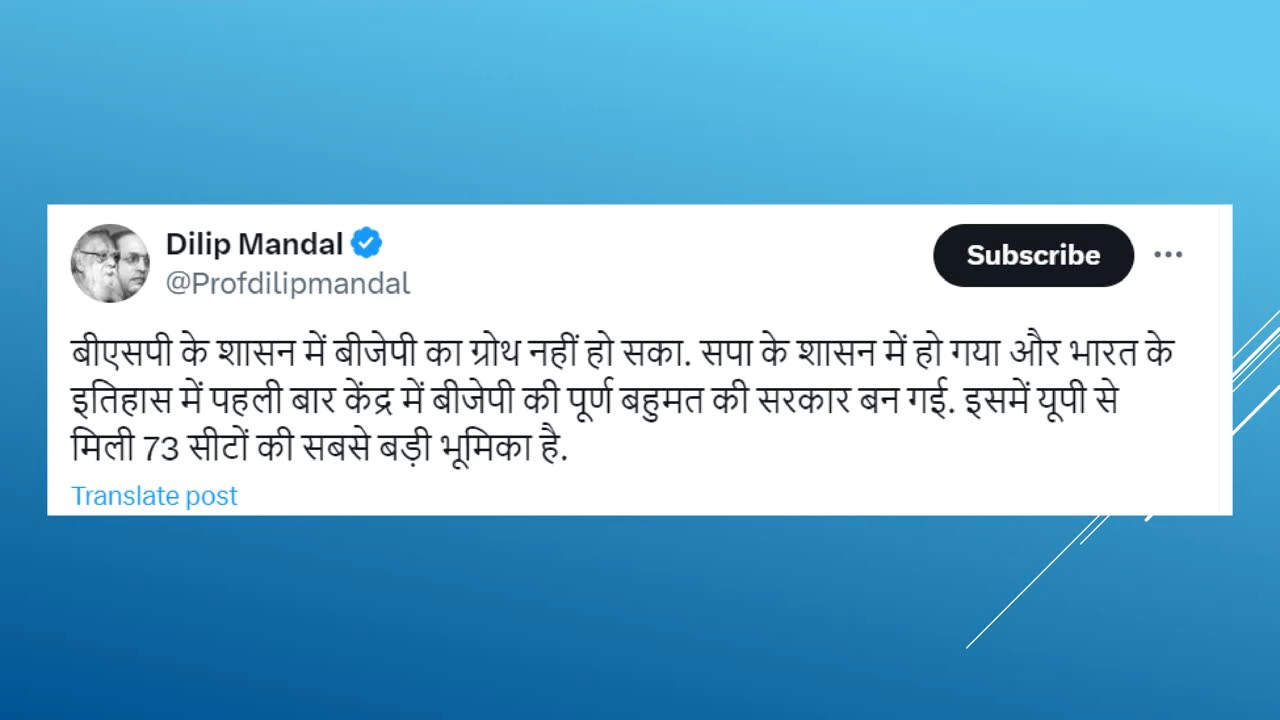 Dilip Mandal
@Profdilipmandal
Subscribe
बीएसपी के शासन में बीजेपी का ग्रोथ नहीं हो सका. सपा के शासन में हो गया और भारत के
इतिहास में पहली बार केंद्र में बीजेपी की पूर्ण बहुमत की सरकार बन गई. इसमें यूपी से
मिली 73 सीटों की सबसे बड़ी भूमिका है.
Translate post